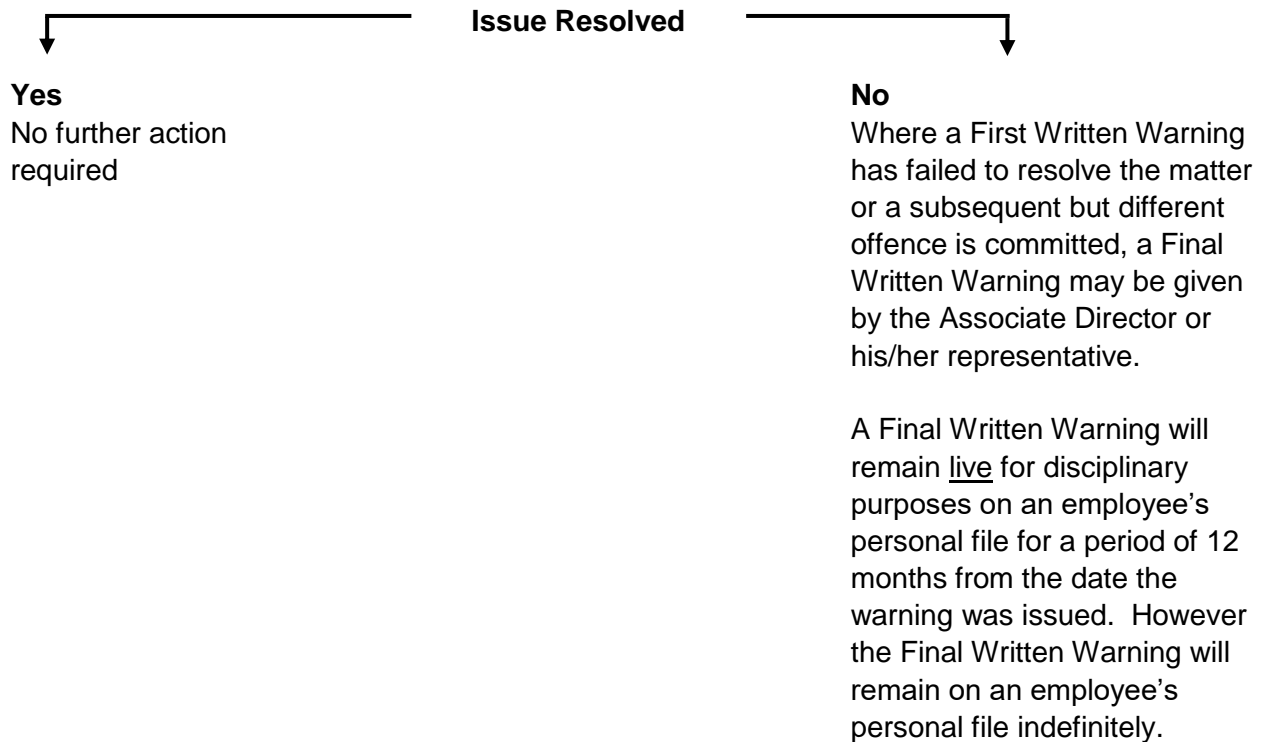 Issue Resolved
Yes
No further action
required
No
Where a First Written Warning
has failed to resolve the matter
or a subsequent but different
offence is committed, a Final
Written Warning may be given
by the Associate Director or
his/her representative.
A Final Written Warning will
remain live for disciplinary
purposes on an employee’s
personal file for a period of 12
months from the date the
warning was issued.  However
the Final Written Warning will
remain on an employee’s
personal file indefinitely.